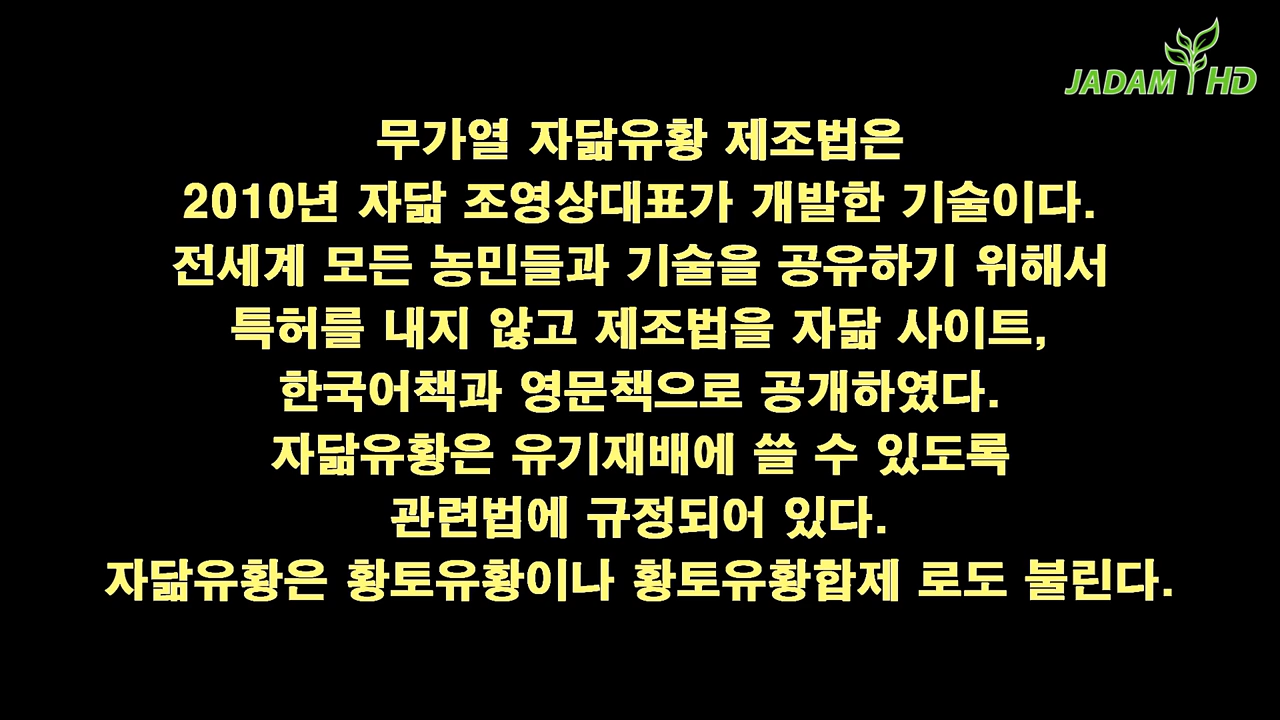 JADAM HD
무가열 자닮유황 제조법은
2010년 자닮 조영상대표가 개발한 기술이다.
전세계 모든 농민들과 기술을 공유하기 위해서
특허를 내지 않고 제조법을 자닮 사이트,
한국어책과 영문책으로 공개하였다.
자닮유황은 유기재배에 쓸 수 있도록
관련법에 규정되어 있다.
자닮유황은 황토유황이나 황토유황합제 로도 불린다.